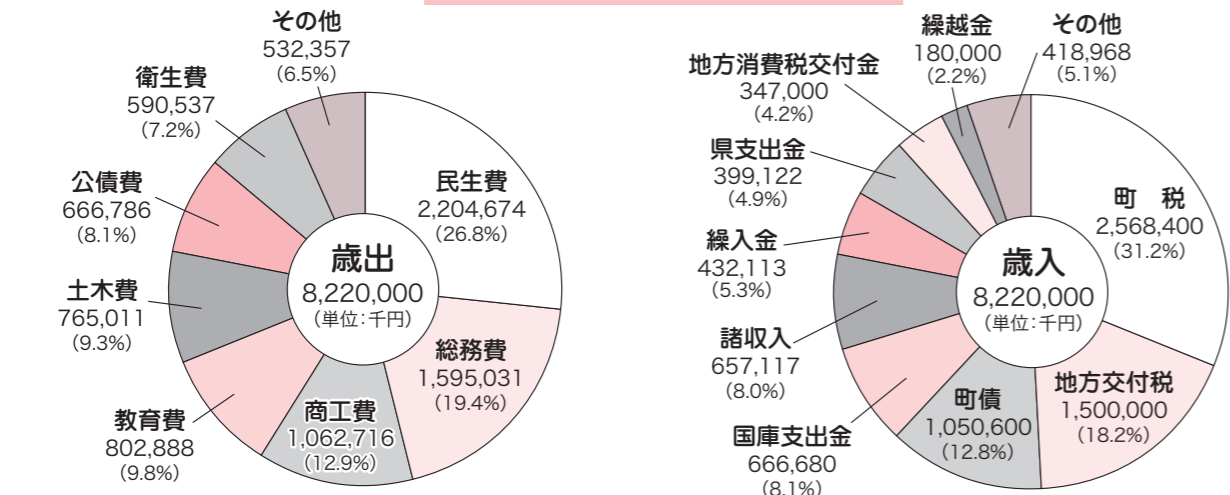 歳出
8,220,000
（単位：千円）
民生費
2,204,674
（26.8%）
総務費
1,595,031
（19.4%）
商工費
1,062,716
（12.9%）
教育費
802,888
（9.8%）
土木費
765,011
（9.3%）
公債費
666,786
（8.1%）
衛生費
590,537
（7.2%）
その他
532,357
（6.5%）
歳入
8,220,000
（単位：千円）
町　税
2,568,400
（31.2%）
地方交付税
1,500,000
（18.2%）
町債
1,050,600
（12.8%）
国庫支出金
666,680
（8.1%）
諸収入
657,117
（8.0%）
繰入金
432,113
（5.3%）
県支出金
399,122
（4.9%）
地方消費税交付金
347,000
（4.2%）
繰越金
180,000
（2.2%）
その他
418,968
（5.1%）